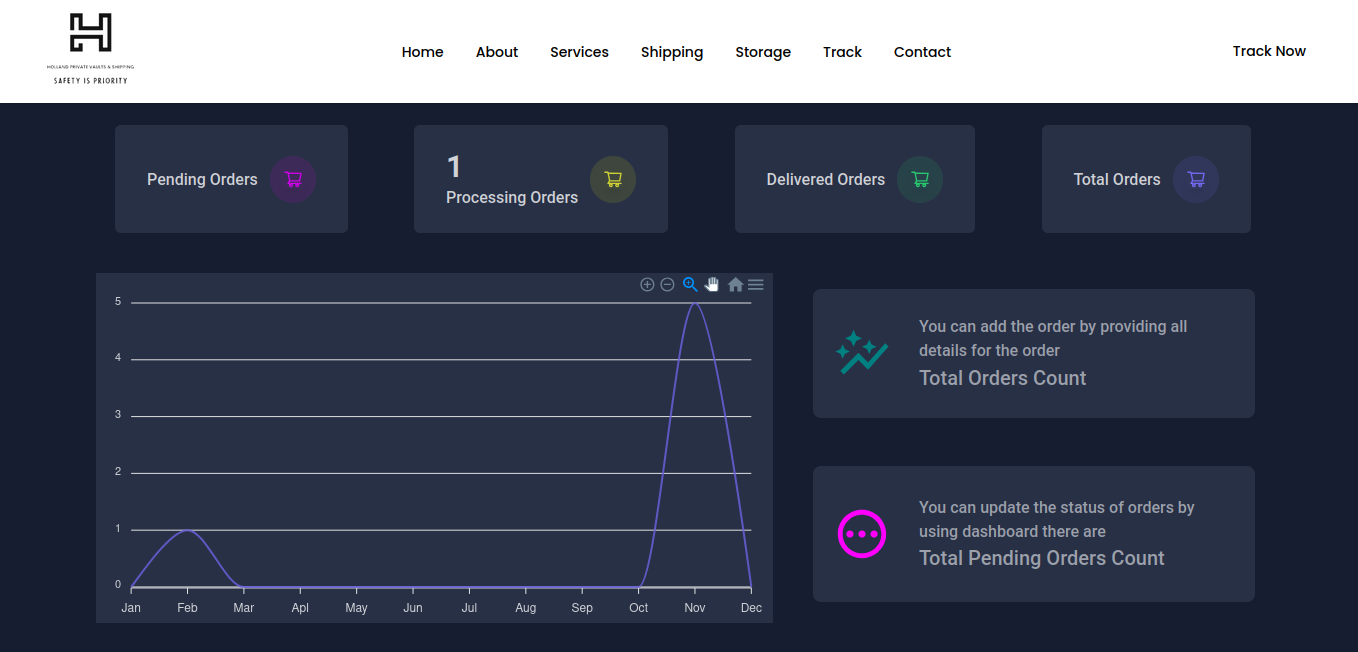 HOLLAND PRIVATE VAULTS & SHIPPING
SAFETY IS PRIORITY
Home About Services Shipping Storage Track Contact
Track Now
Pending Orders
1
Processing Orders
Delivered Orders
Total Orders
5
4
3
2
1
0
Jan Feb Mar Apr May Jun Jul Aug Sep Oct Nov Dec
You can add the order by providing all
details for the order
Total Orders Count
You can update the status of orders by
using dashboard there are
Total Pending Orders Count